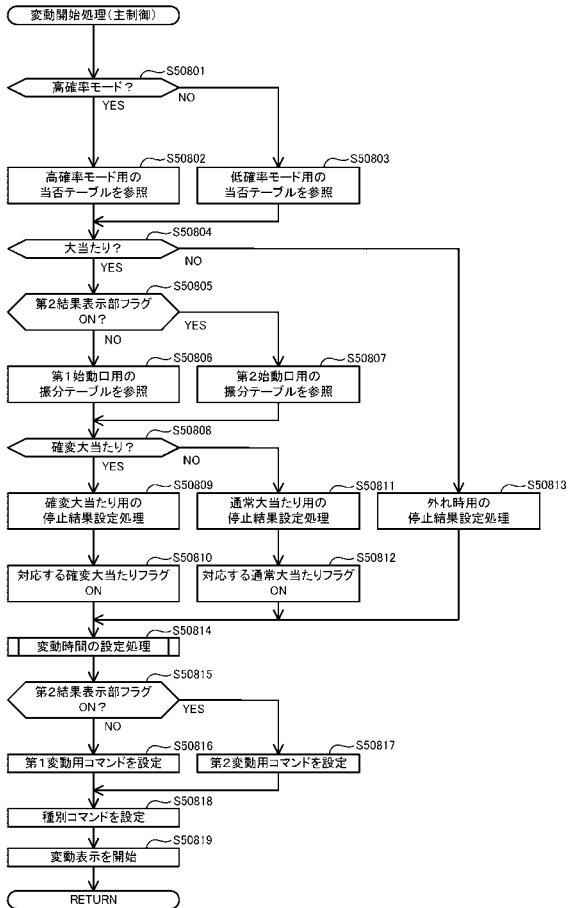 変動開始処理(主制御)
S50801
高確率モード?
YES
NO
S50802
高確率モード用の
当否テーブルを参照
S50803
低確率モード用の
当否テーブルを参照
S50804
大当たり?
YES
NO
S50805
第2結果表示部フラグ
ON?
NO
YES
S50806
第1始動口用の
振分テーブルを参照
S50807
第2始動口用の
振分テーブルを参照
S50808
確変大当たり?
YES
NO
S50809
確変大当たり用の
停止結果設定処理
S50811
通常大当たり用の
停止結果設定処理
S50813
外れ時用の
停止結果設定処理
S50810
対応する確変大当たりフラグ
ON
S50812
対応する通常大当たりフラグ
ON
S50814
変動時間の設定処理
S50815
第2結果表示部フラグ
ON?
NO
YES
S50816
第1変動用コマンドを設定
S50817
第2変動用コマンドを設定
S50818
種別コマンドを設定
S50819
変動表示を開始
RETURN